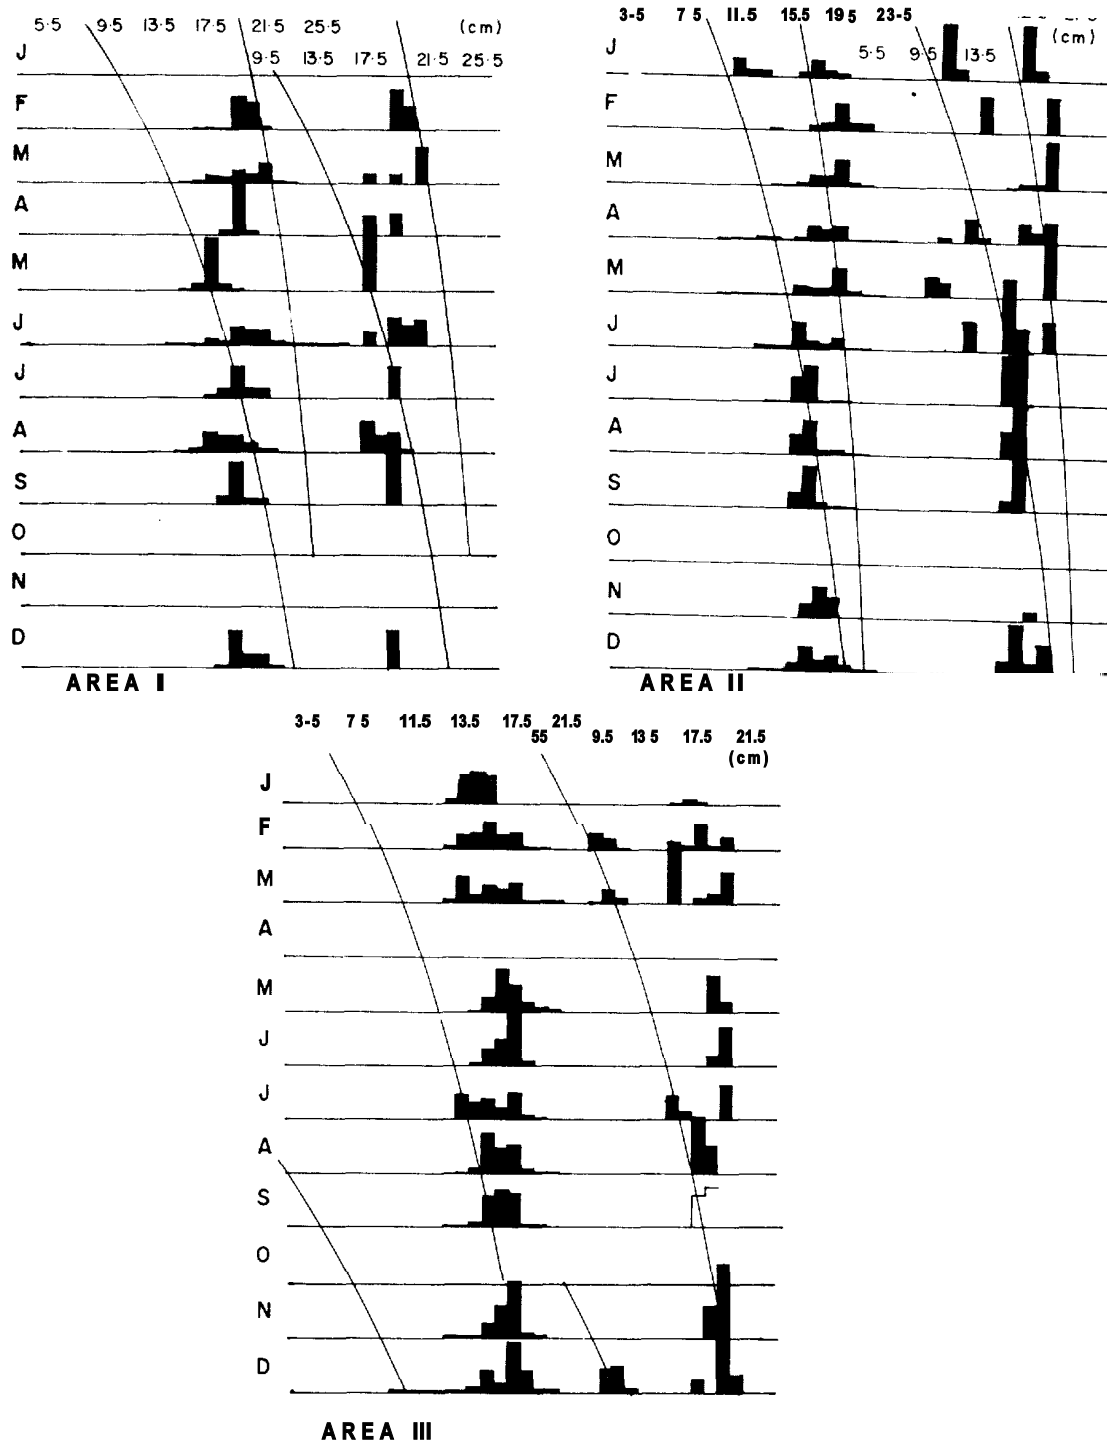 5·5 9·5 13·5 17·5 21·5 25·5 (cm)
9·5 13·5 17·5 21·5 25·5
J
F
M
A
M
J
J
A
S
O
N
D
AREA I
3-5 7 5 11.5 15.5 19 5 23-5
(cm)
5·5 9·5 13·5
J
F
M
A
M
J
J
A
S
O
N
D
AREA II
3-5 7 5 11.5 13.5 17.5 21.5
55 9.5 13 5 17.5 21.5
(cm)
J
F
M
A
M
J
J
A
S
O
N
D
AREA III